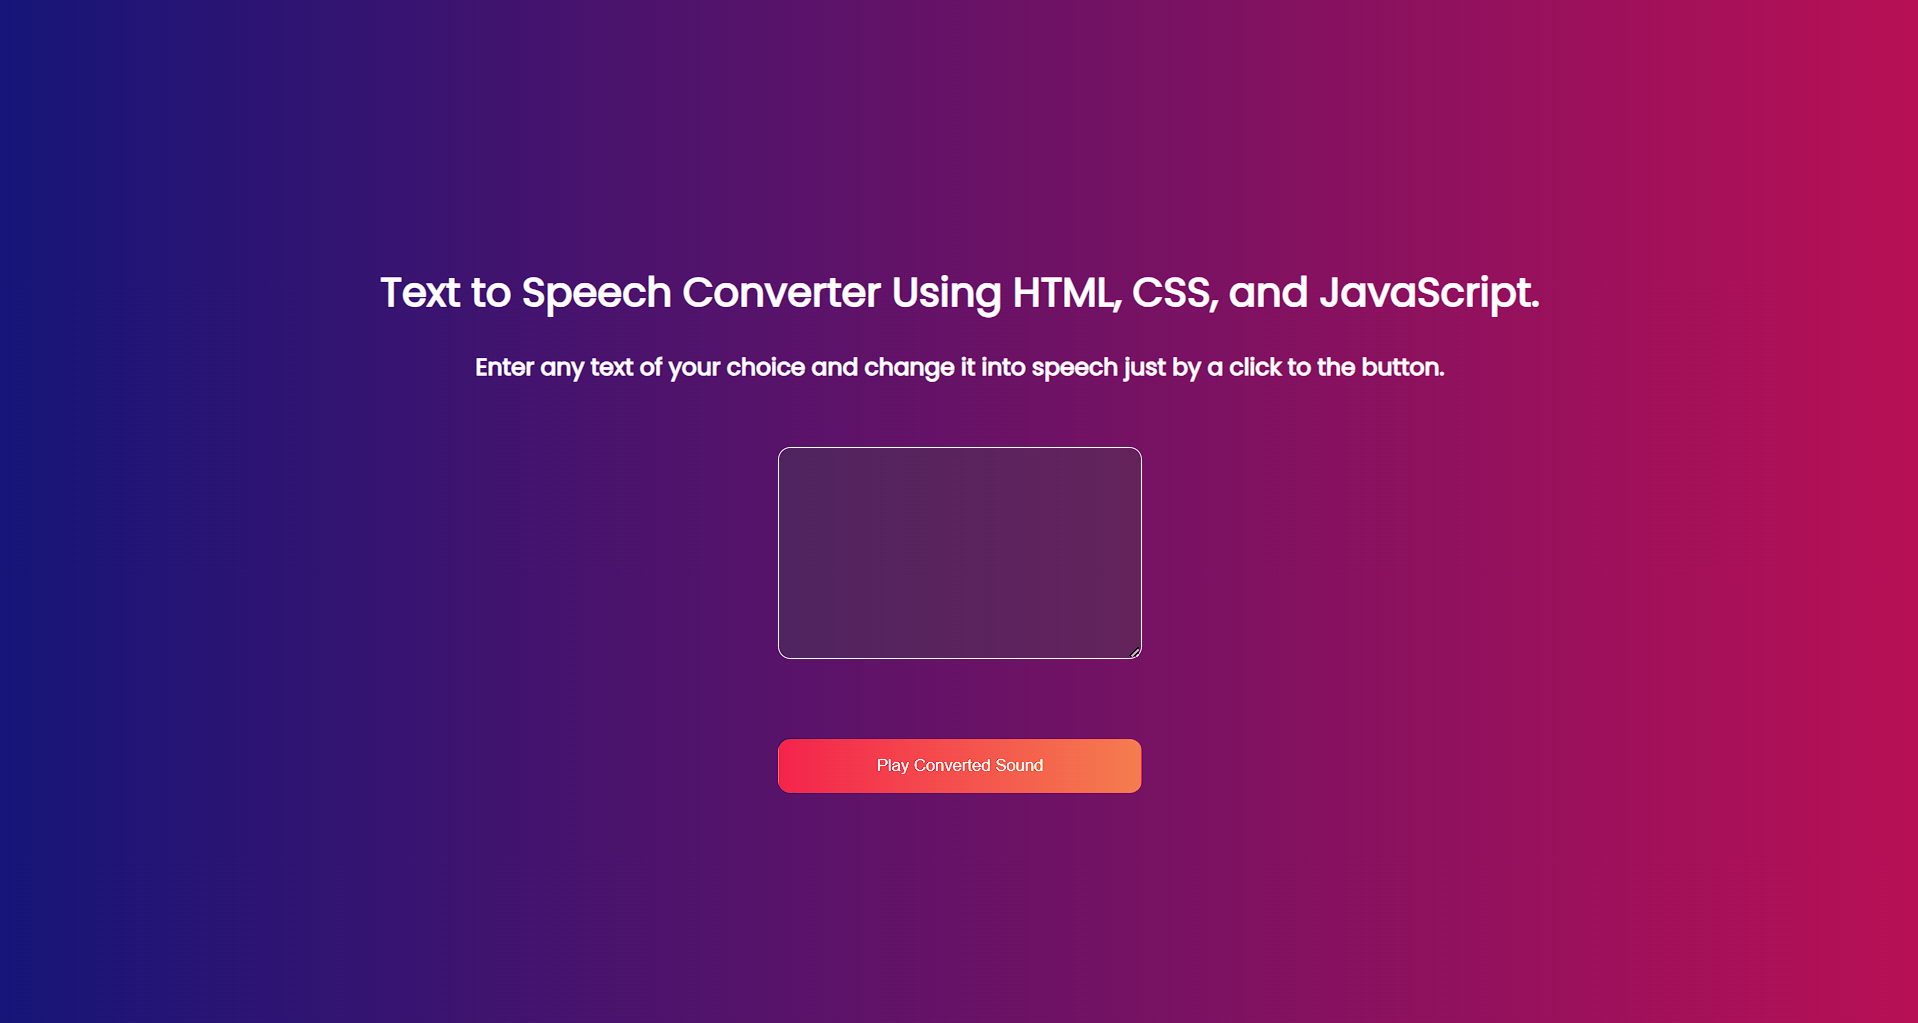 Text to Speech Converter Using HTML, CSS, and JavaScript.
Enter any text of your choice and change it into speech just by a click to the button.
Play Converted Sound